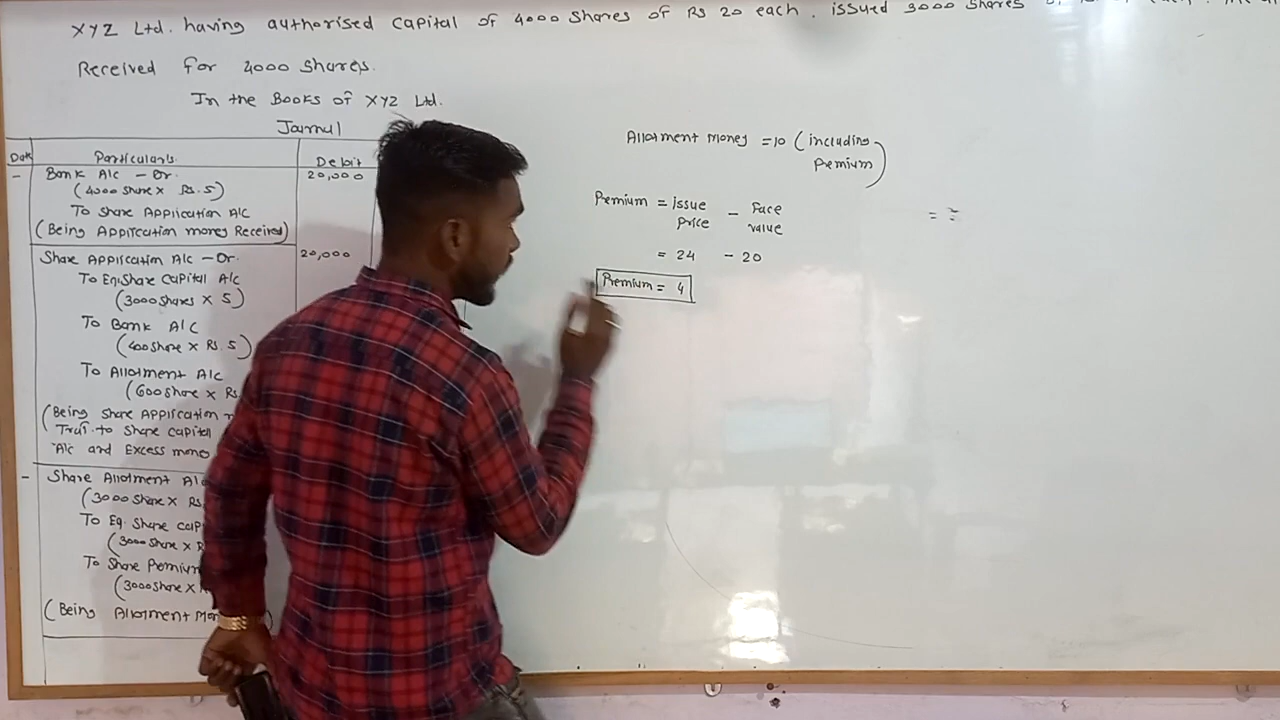 XYZ Ltd. having authorised capital of 4000 shares of Rs 20 each. issued 3000 shares
Received for 4000 shares.
In the Books of XYZ Ltd.
Journal
Date Particulars Debit
- Bank A/c - Dr. 20,000
(4000 share x Rs. 5)
To Share Application A/c
(Being Application money Received)
Share Application A/c - Dr. 20,000
To Eq. Share Capital A/c
(3000 Shares x 5)
To Bank A/c
(400 share x Rs. 5)
To Allotment A/c
(600 share x Rs
(Being Share Application
Traf. to Share Capital
A/c and Excess mone
- Share Allotment A/c
(3000 share x Rs.
To Eq. Share cap
(3000 share x R
To Share Premium
(3000 share x
(Being Allotment Mon )
Allotment money = 10 (including
Premium)
Premium = issue price - Face value
= 24 - 20
Premium = 4
= ?